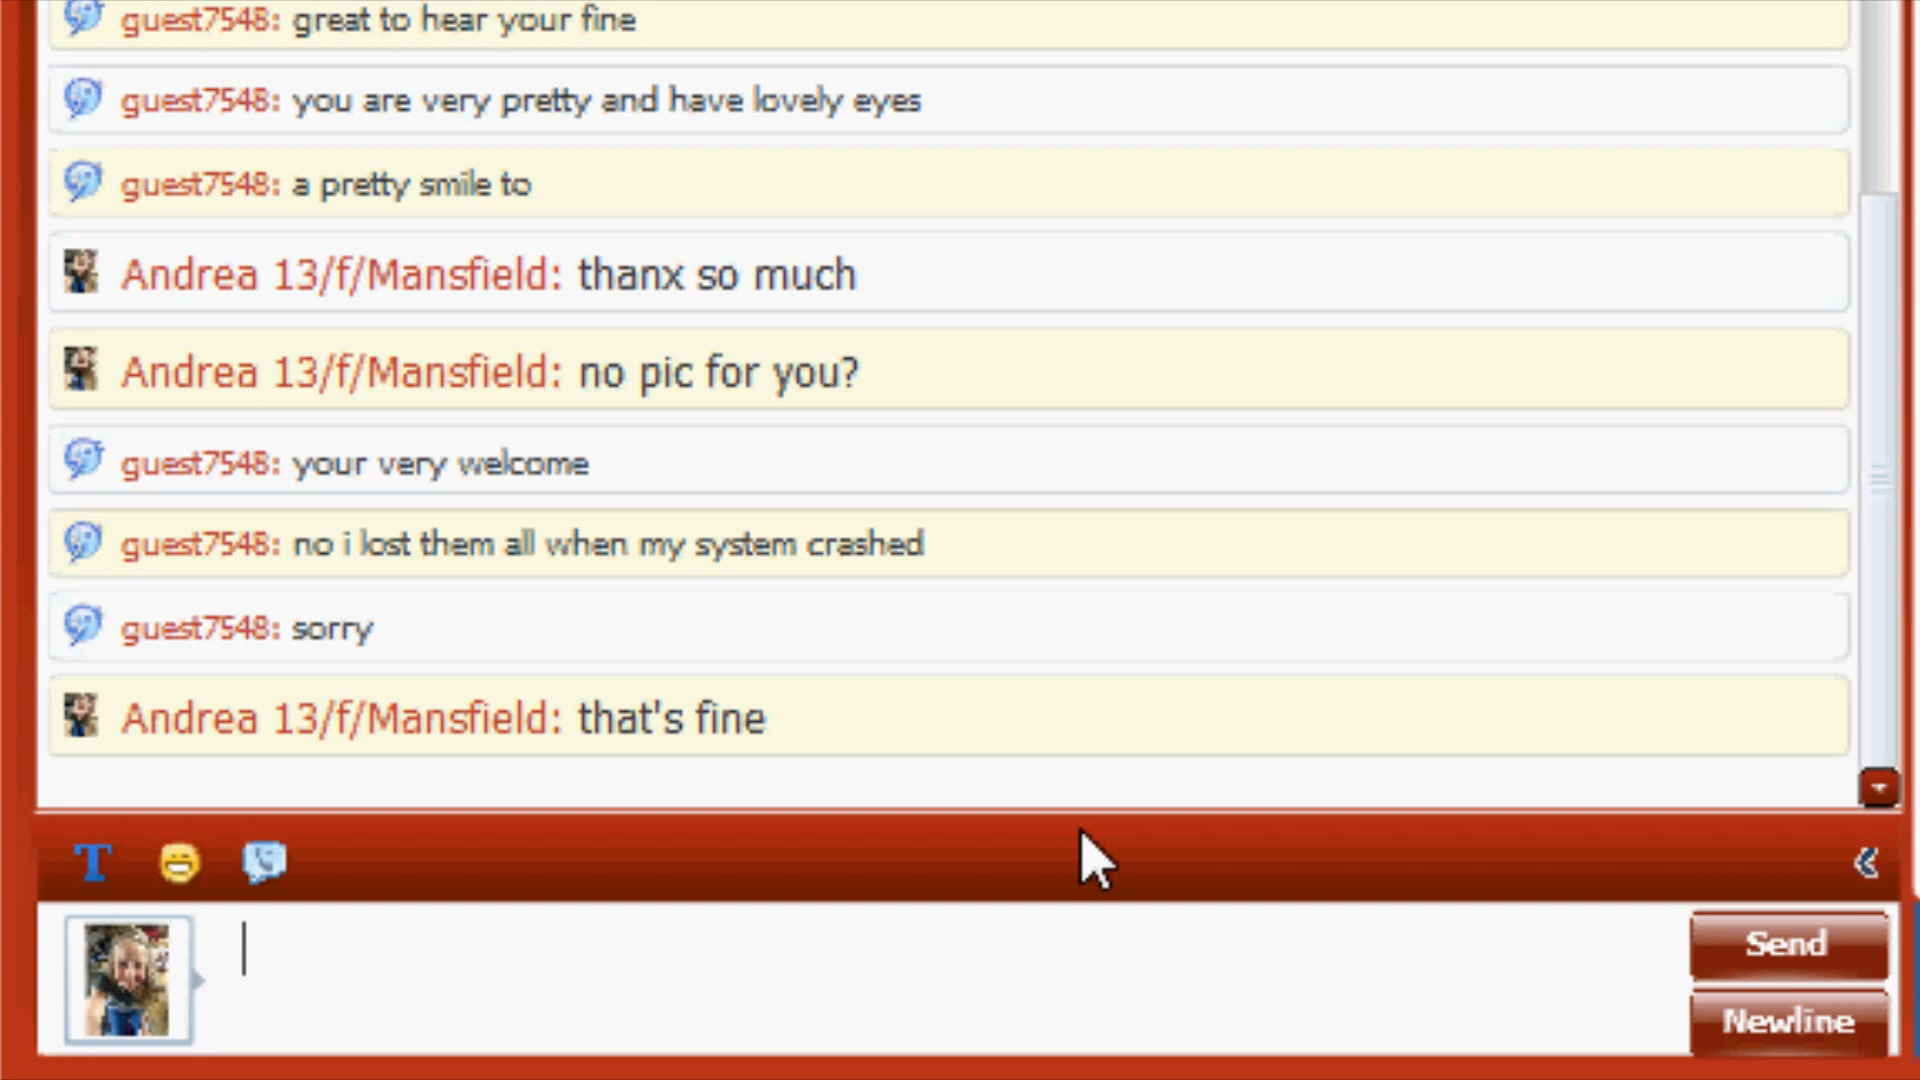 guest7548: great to hear your fine
guest7548: you are very pretty and have lovely eyes
guest7548: a pretty smile to
Andrea 13/f/Mansfield: thanx so much
Andrea 13/f/Mansfield: no pic for you?
guest7548: your very welcome
guest7548: no i lost them all when my system crashed
guest7548: sorry
Andrea 13/f/Mansfield: that's fine
T
Send
Newline